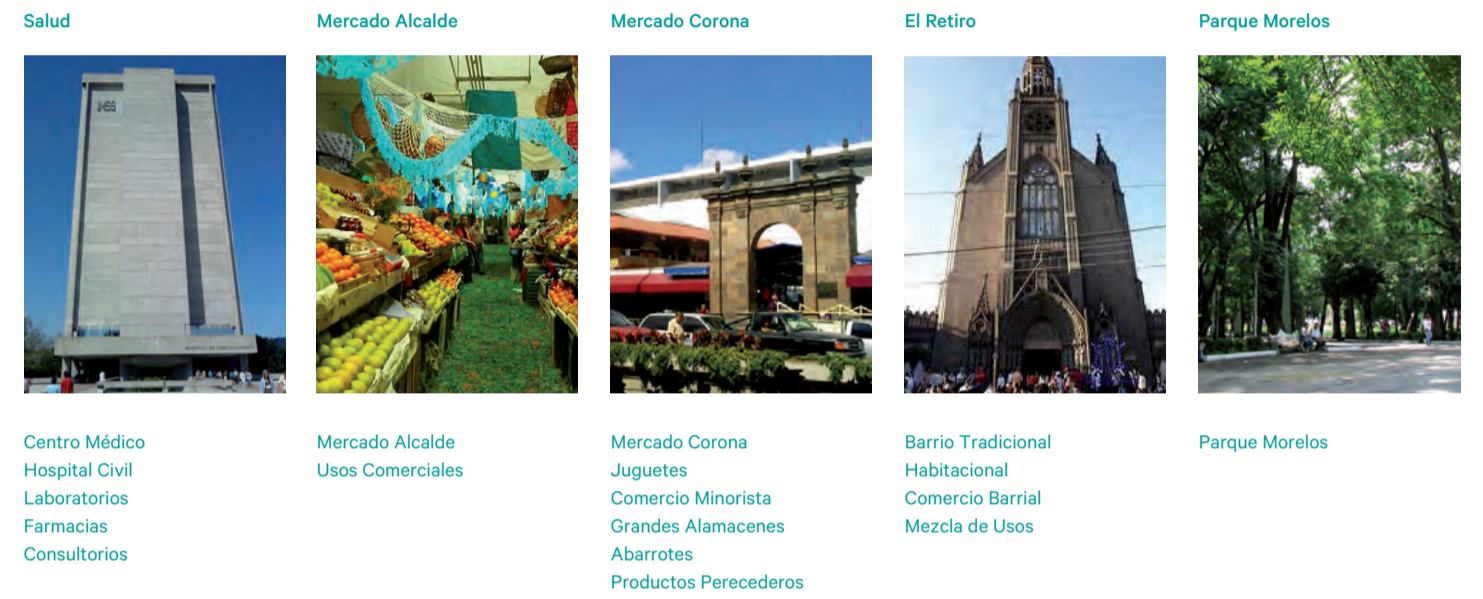 Salud
Mercado Alcalde
Mercado Corona
El Retiro
Parque Morelos
IMSS
Centro Médico
Hospital Civil
Laboratorios
Farmacias
Consultorios
Mercado Alcalde
Usos Comerciales
Mercado Corona
Juguetes
Comercio Minorista
Grandes Alamacenes
Abarrotes
Productos Perecederos
Barrio Tradicional
Habitacional
Comercio Barrial
Mezcla de Usos
Parque Morelos